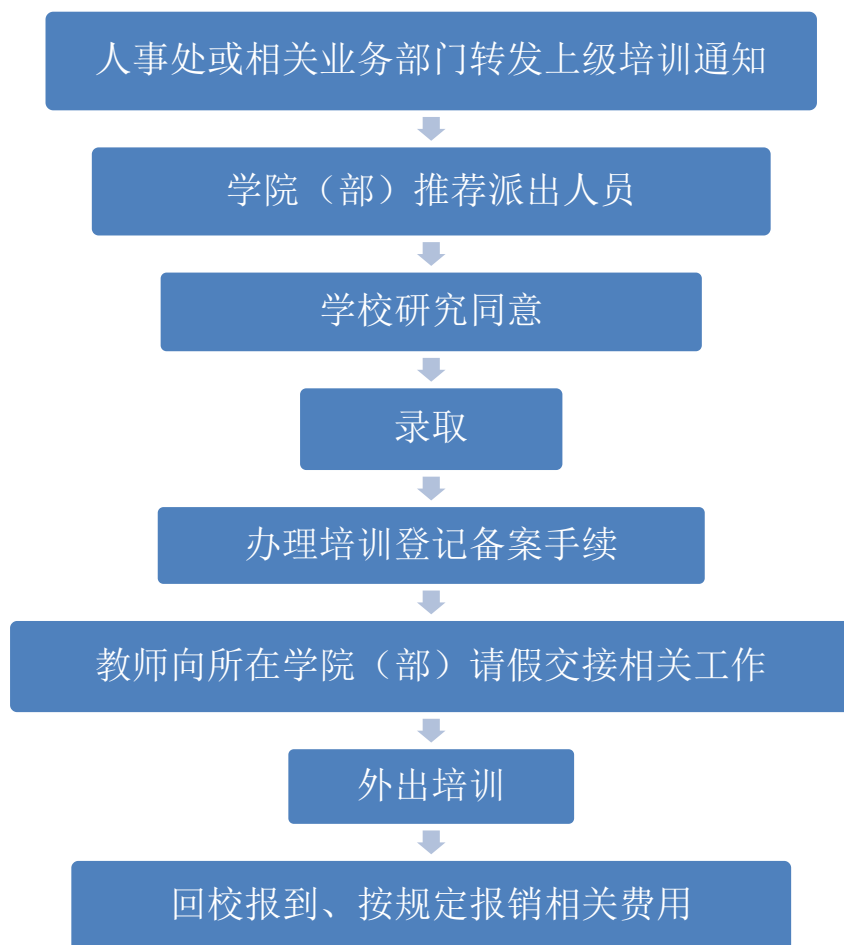 人事处或相关业务部门转发上级培训通知
学院（部）推荐派出人员
学校研究同意
录取
办理培训登记备案手续
教师向所在学院（部）请假交接相关工作
外出培训
回校报到、按规定报销相关费用